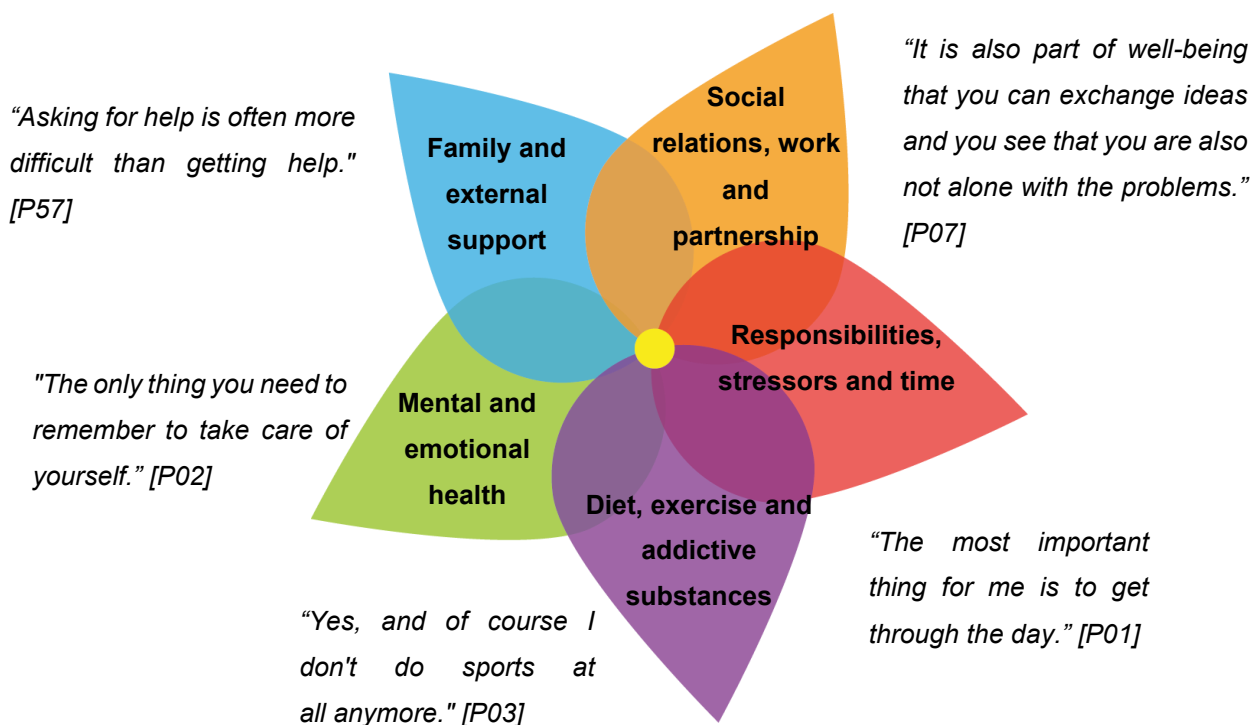 “Asking for help is often more
difficult than getting help."
[P57]
Family and
external
support
Social
relations, work
and
partnership
“It is also part of well-being
that you can exchange ideas
and you see that you are also
not alone with the problems.”
[P07]
"The only thing you need to
remember to take care of
yourself.” [P02]
Mental and
emotional
health
Responsibilities,
stressors and time
Diet, exercise and
addictive
substances
“Yes, and of course I
don't do sports at
all anymore." [P03]
“The most important
thing for me is to get
through the day.” [P01]